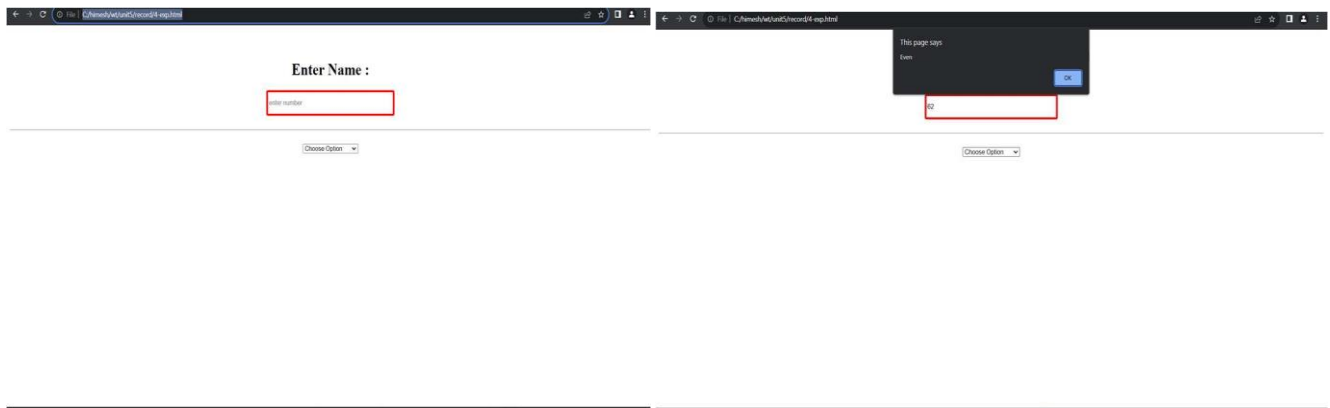 File | C:/himesh/wt/unit5/record/4-exp.html
Enter Name :
enter number
Choose Option
File | C:/himesh/wt/unit5/record/4-exp.html
This page says
Even
OK
62
Choose Option